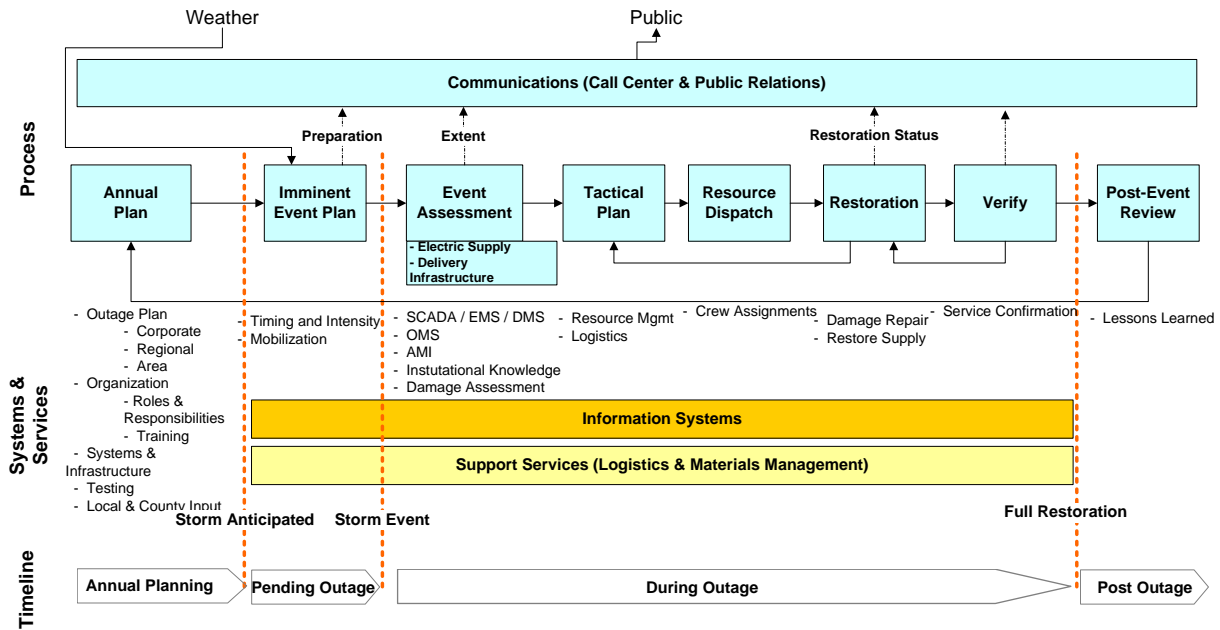 Weather
Public
Communications (Call Center & Public Relations)
Process
Preparation
Extent
Restoration Status
Annual
Plan
Imminent
Event Plan
Event
Assessment
Tactical
Plan
Resource
Dispatch
Restoration
Verify
Post-Event
Review
- Electric Supply
- Delivery
Infrastructure
- Outage Plan
- Corporate
- Regional
- Area
- Organization
- Roles &
Responsibilities
- Training
- Systems &
Infrastructure
- Testing
- Local & County Input
- Timing and Intensity
- Mobilization
- SCADA / EMS / DMS
- OMS
- AMI
- Instutational Knowledge
- Damage Assessment
- Resource Mgmt
- Logistics
- Crew Assignments
- Damage Repair
- Restore Supply
- Service Confirmation
- Lessons Learned
Systems &
Services
Information Systems
Support Services (Logistics & Materials Management)
Storm Anticipated
Storm Event
Full Restoration
Timeline
Annual Planning
Pending Outage
During Outage
Post Outage